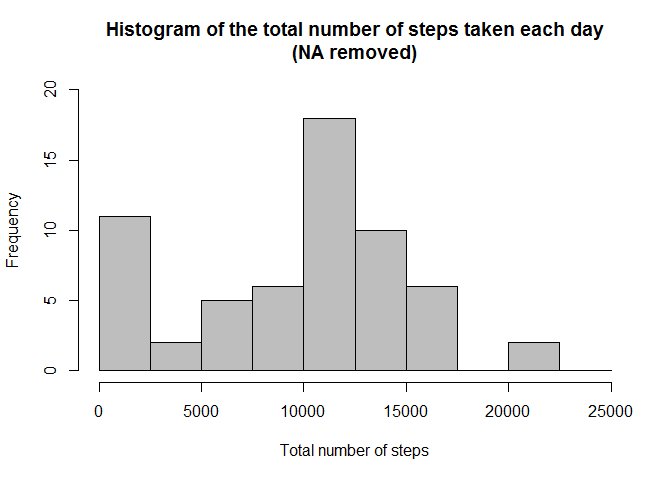 Histogram of the total number of steps taken each day
(NA removed)
20
15
10
5
0
Frequency
0 5000 10000 15000 20000 25000
Total number of steps